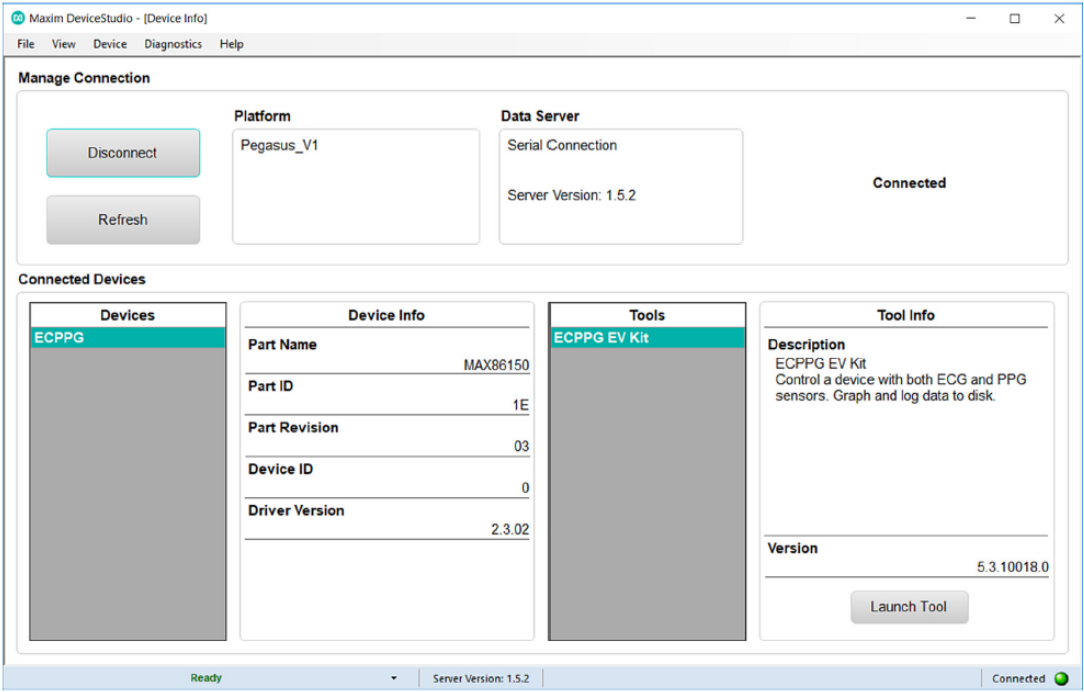 Maxim DeviceStudio - [Device Info]
File View Device Diagnostics Help
Manage Connection
Disconnect
Refresh
Platform
Pegasus_V1
Data Server
Serial Connection
Server Version: 1.5.2
Connected
Connected Devices
Devices
ECPPG
Device Info
Part Name
MAX86150
Part ID
1E
Part Revision
03
Device ID
0
Driver Version
2.3.02
Tools
ECPPG EV Kit
Tool Info
Description
ECPPG EV Kit
Control a device with both ECG and PPG
sensors. Graph and log data to disk.
Version
5.3.10018.0
Launch Tool
Ready
Server Version: 1.5.2
Connected